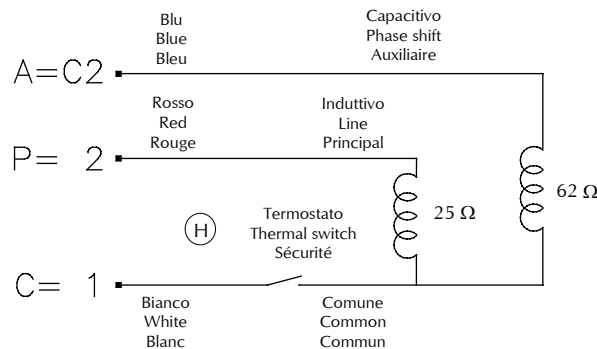 Blu
Blue
Bleu
Capacitivo
Phase shift
Auxiliaire
A=C2
Rosso
Red
Rouge
Induttivo
Line
Principal
P= 2
62 Ω
25 Ω
H
Termostato
Thermal switch
Sécurité
C= 1
Bianco
White
Blanc
Comune
Common
Commun